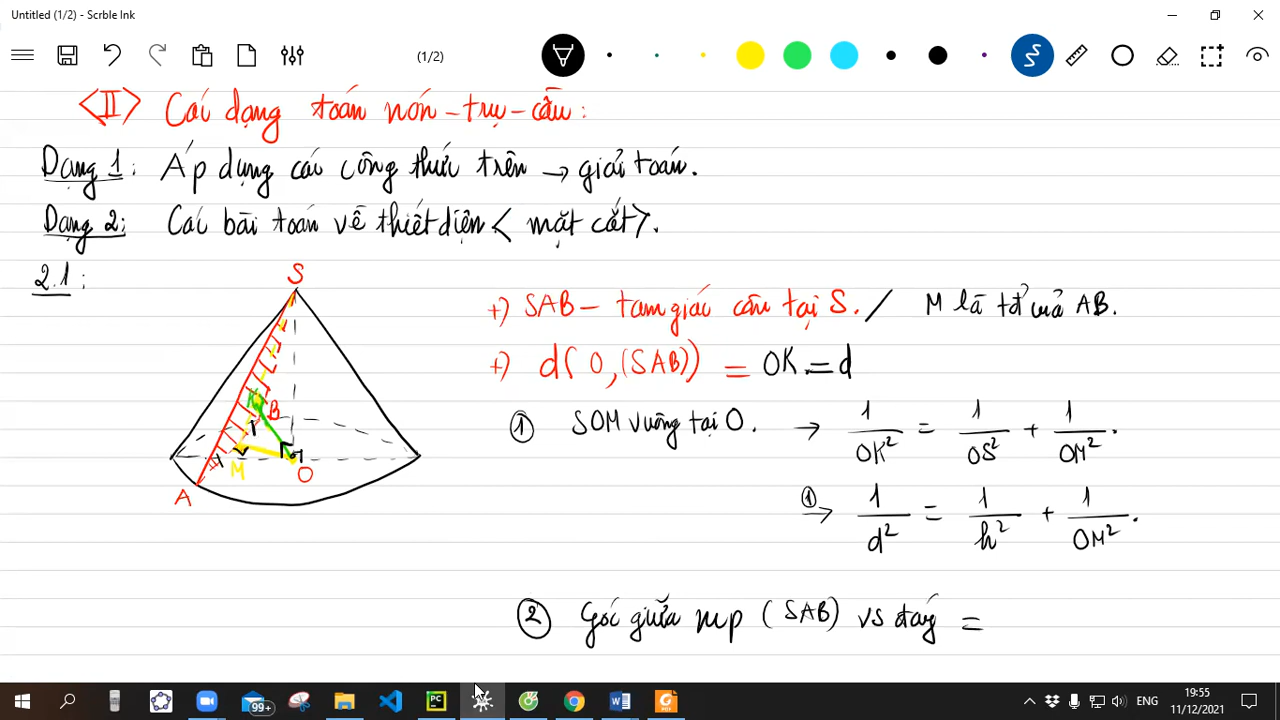 Untitled (1/2) - Scrble Ink
(1/2)
<II> Các dạng toán nón - trụ - cầu:
Dạng 1: Áp dụng các công thức trên → giải toán.
Dạng 2: Các bài toán về thiết diện < mặt cắt>.
2.1:
S
K
B
M
O
A
+) SAB - tam giác cân tại S. / M là tđ của AB.
+) d(O,(SAB)) = OK = d
① SOM vuông tại O. → 1/OK² = 1/OS² + 1/OM².
①→ 1/d² = 1/h² + 1/OM².
② Góc giữa mp (SAB) vs đáy =
99+
ENG
19:55
11/12/2021